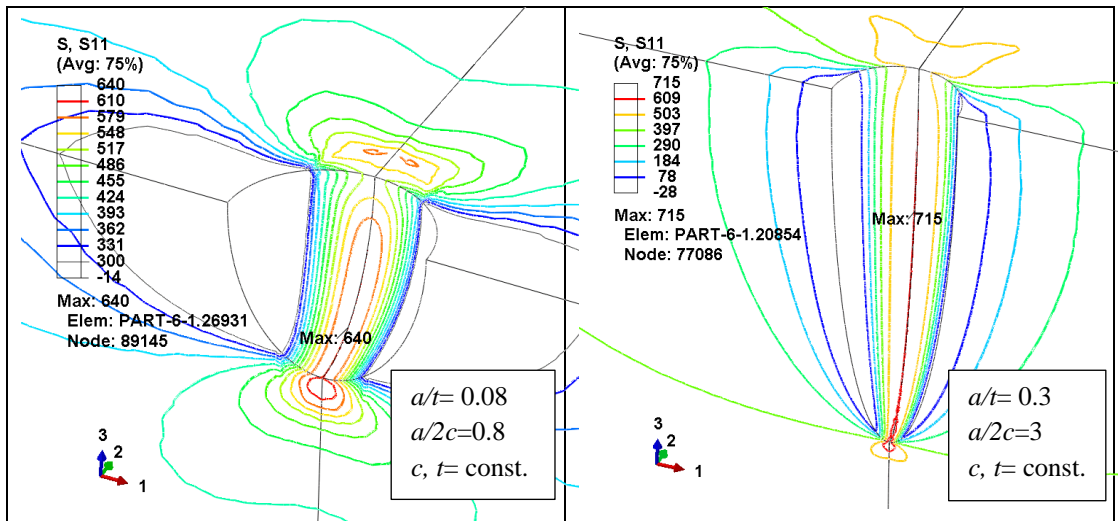 S, S11
(Avg: 75%)
640
610
579
548
517
486
455
424
393
362
331
300
-14
Max: 640
Elem: PART-6-1.26931
Node: 89145
Max: 640
a/t= 0.08
a/2c=0.8
c, t= const.
3
2
1
S, S11
(Avg: 75%)
715
609
503
397
290
184
78
-28
Max: 715
Elem: PART-6-1.20854
Node: 77086
Max: 715
a/t= 0.3
a/2c=3
c, t= const.
3
2
1